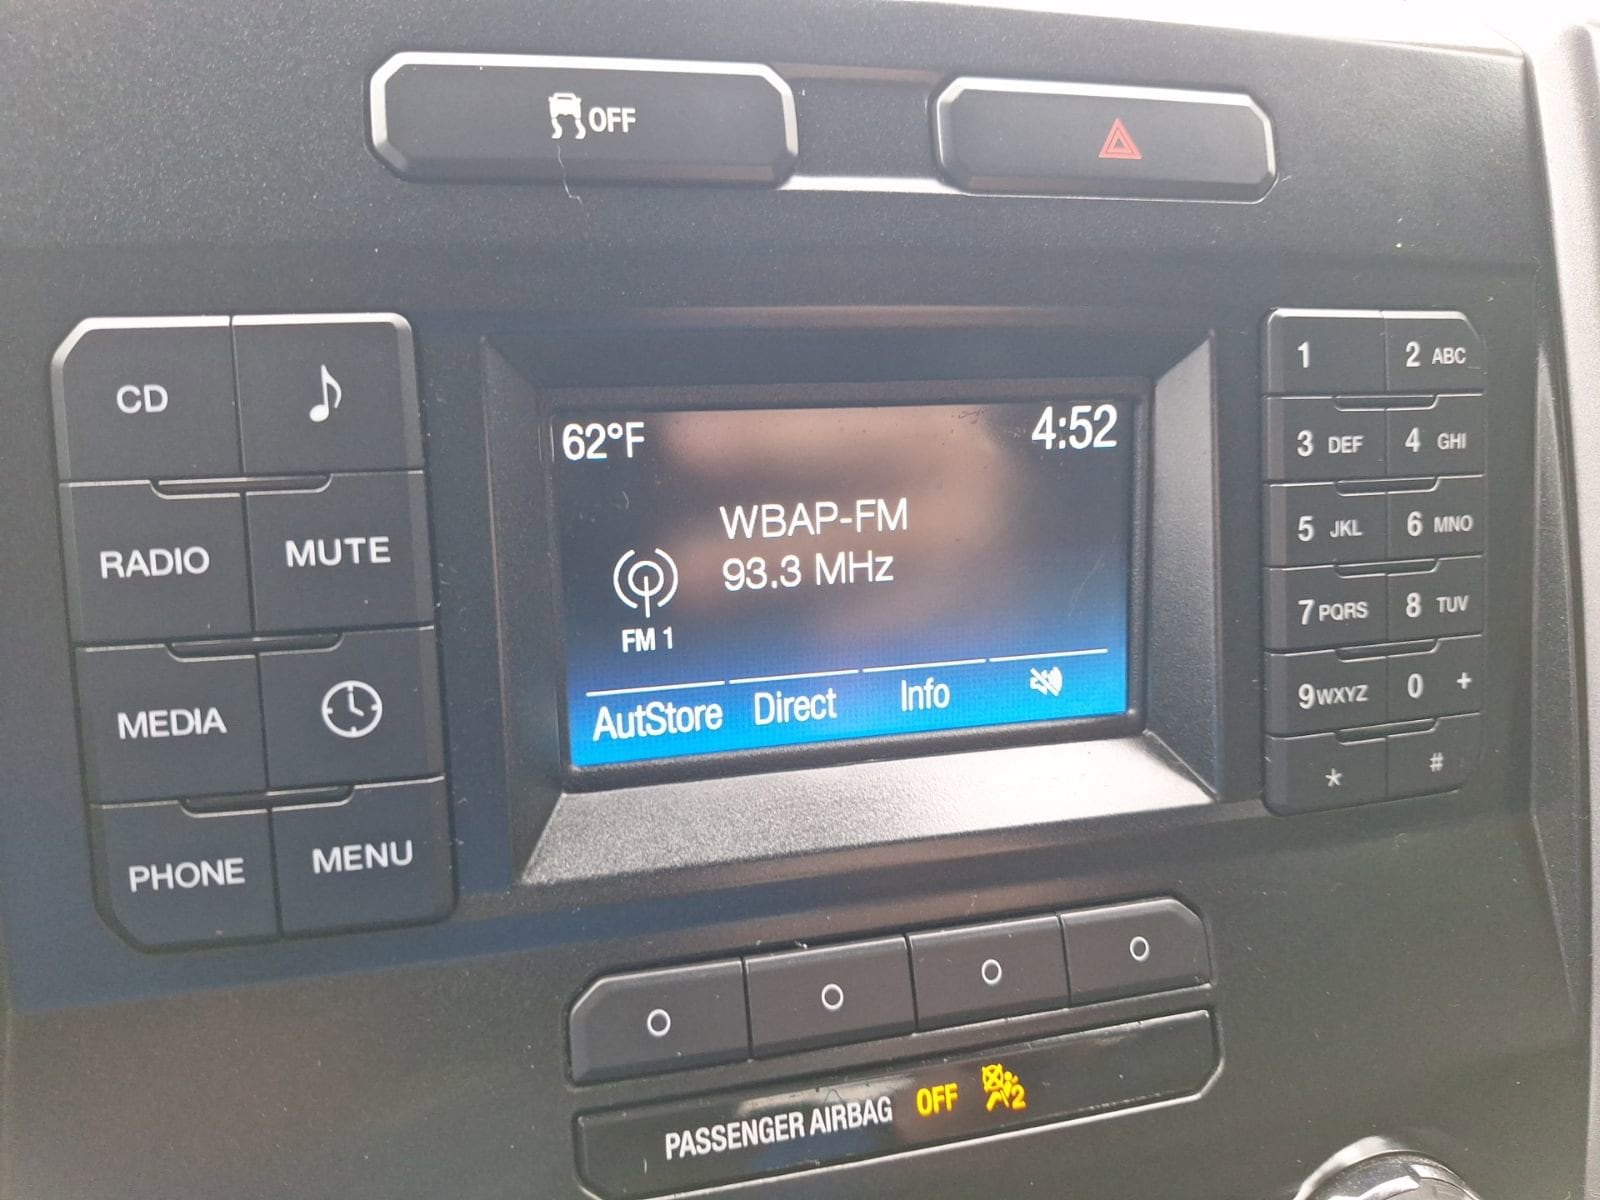 OFF
CD
RADIO
MUTE
MEDIA
PHONE
MENU
62°F
4:52
WBAP-FM
93.3 MHz
FM 1
AutStore Direct Info
1
2 ABC
3 DEF
4 GHI
5 JKL
6 MNO
7 PQRS
8 TUV
9 WXYZ
0 +
*
#
PASSENGER AIRBAG OFF 2